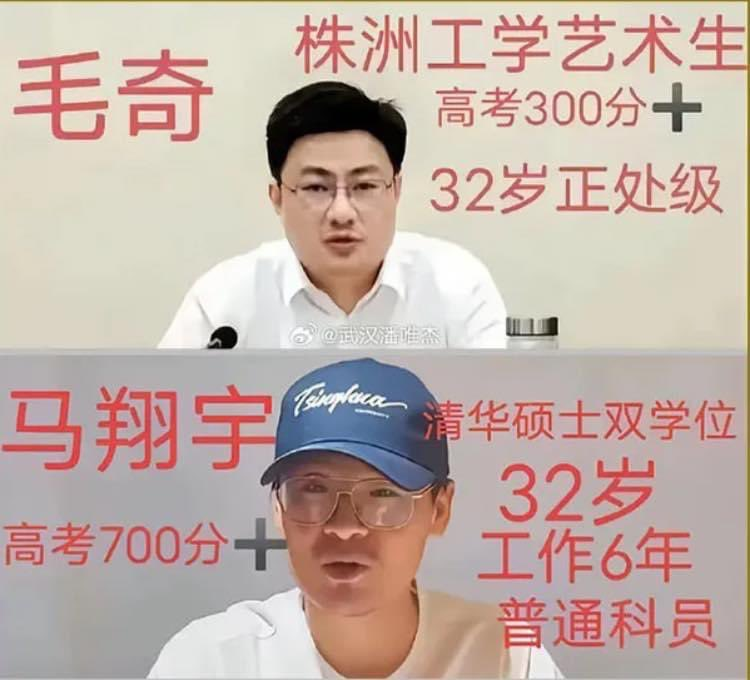 毛奇
株洲工学艺术生
高考300分➕
32岁正处级
@武汉潘唯杰
马翔宇
Tsinghua
清华硕士双学位
32岁
高考700分➕
工作6年
普通科员